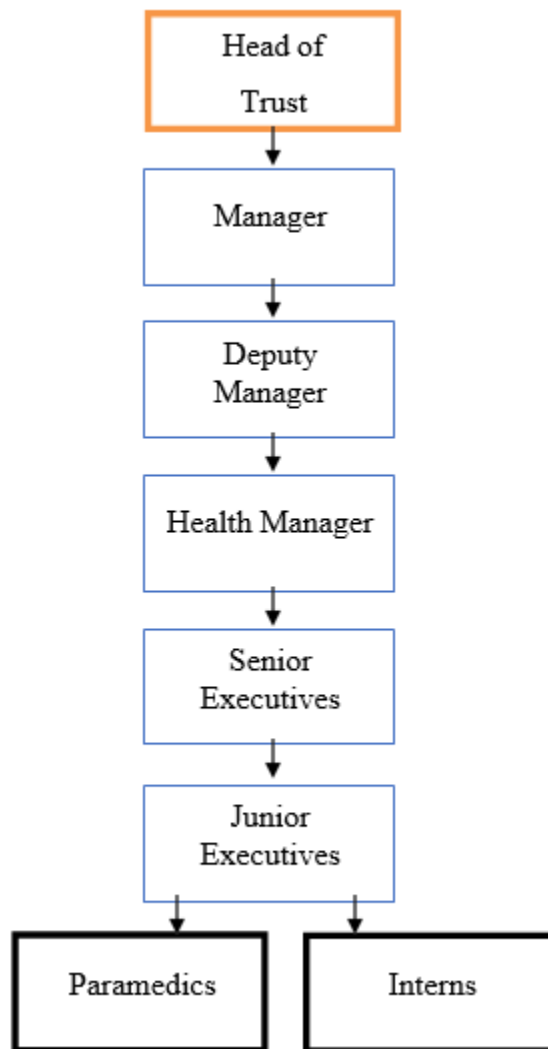 Head of
Trust
Manager
Deputy
Manager
Health Manager
Senior
Executives
Junior
Executives
Paramedics
Interns